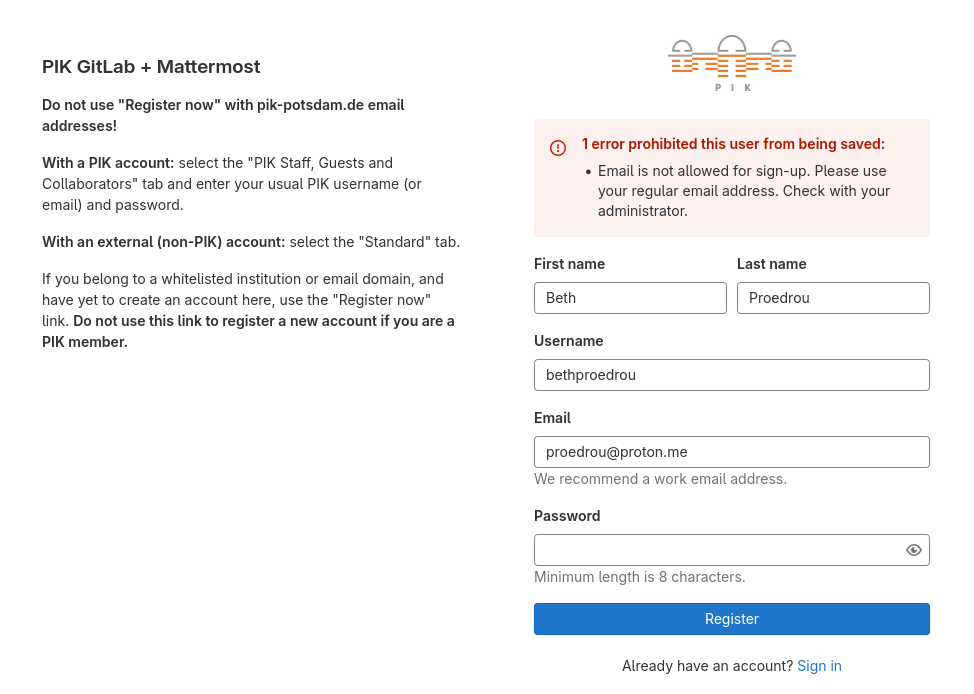 PIK GitLab + Mattermost
Do not use "Register now" with pik-potsdam.de email
addresses!
With a PIK account: select the "PIK Staff, Guests and
Collaborators" tab and enter your usual PIK username (or
email) and password.
With an external (non-PIK) account: select the "Standard" tab.
If you belong to a whitelisted institution or email domain, and
have yet to create an account here, use the "Register now"
link. Do not use this link to register a new account if you are a
PIK member.
P I K
1 error prohibited this user from being saved:
• Email is not allowed for sign-up. Please use
your regular email address. Check with your
administrator.
First name
Last name
Beth
Proedrou
Username
bethproedrou
Email
proedrou@proton.me
We recommend a work email address.
Password
Minimum length is 8 characters.
Register
Already have an account? Sign in